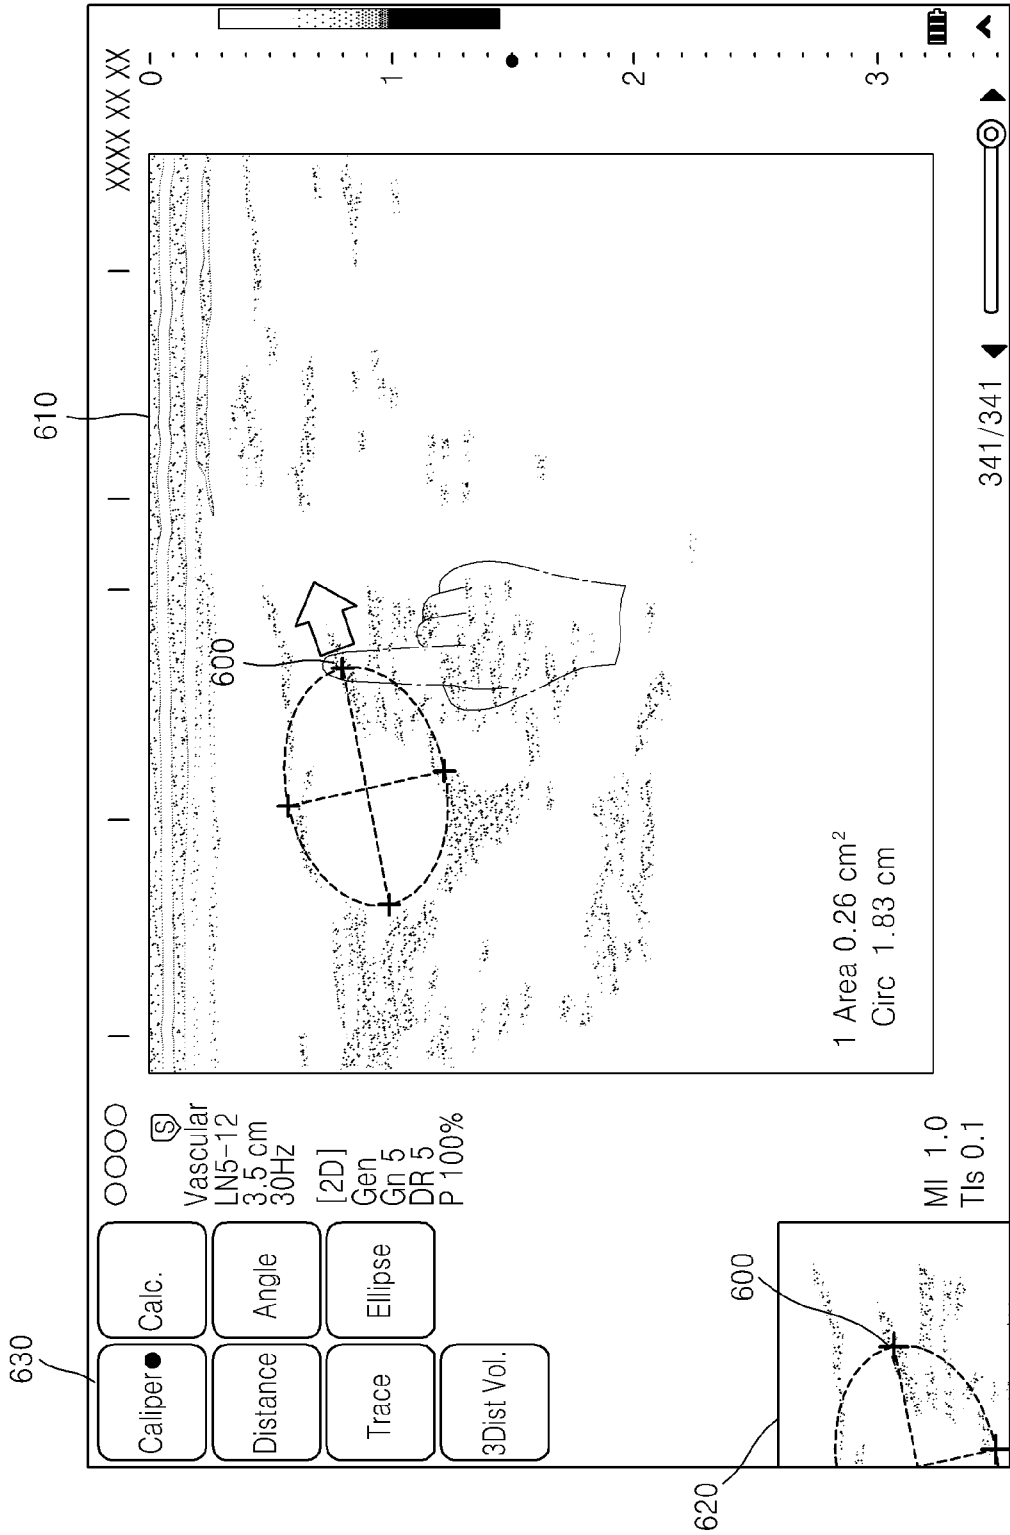 630
Caliper
Calc.
Distance
Angle
Trace
Ellipse
3Dist Vol.
620
600
OOOO
S
Vascular
LN5-12
3.5 cm
30Hz
[2D]
Gen
Gn 5
DR 5
P 100%
MI 1.0
TIs 0.1
610
600
XXXX XX XX
0
1
2
3
1 Area 0.26 cm²
Circ 1.83 cm
341/341